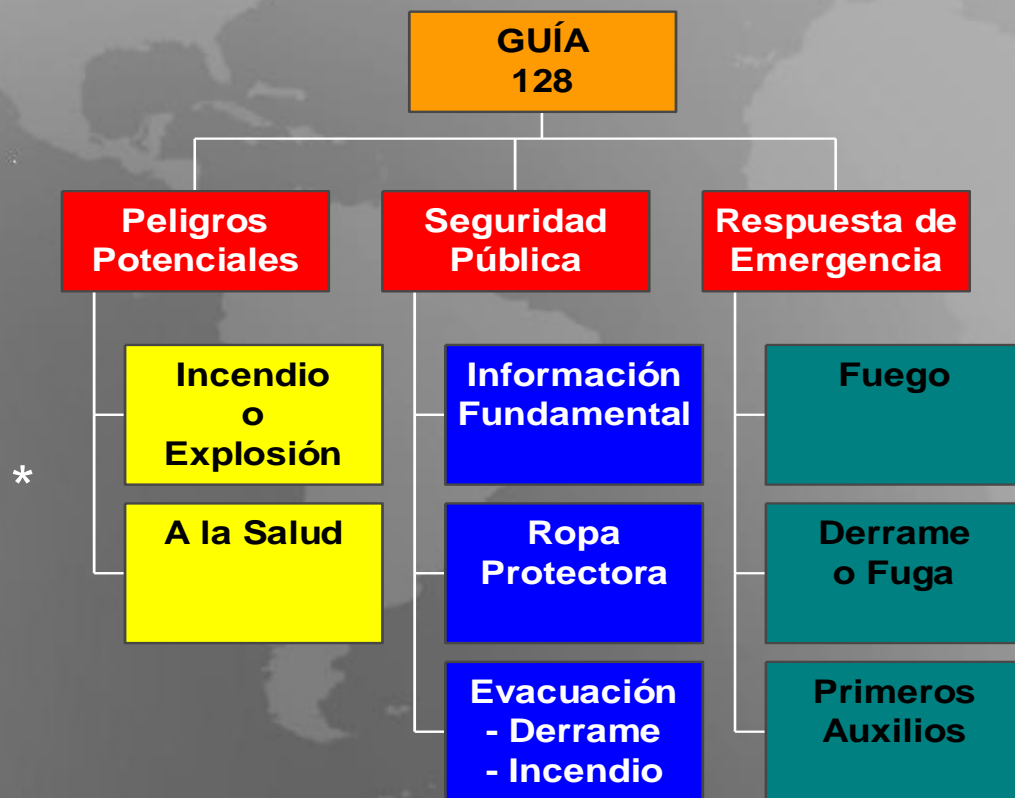 GUÍA
128
Peligros
Potenciales
Incendio
o
Explosión
A la Salud
Seguridad
Pública
Información
Fundamental
Ropa
Protectora
Evacuación
- Derrame
- Incendio
Respuesta de
Emergencia
Fuego
Derrame
o Fuga
Primeros
Auxilios
*